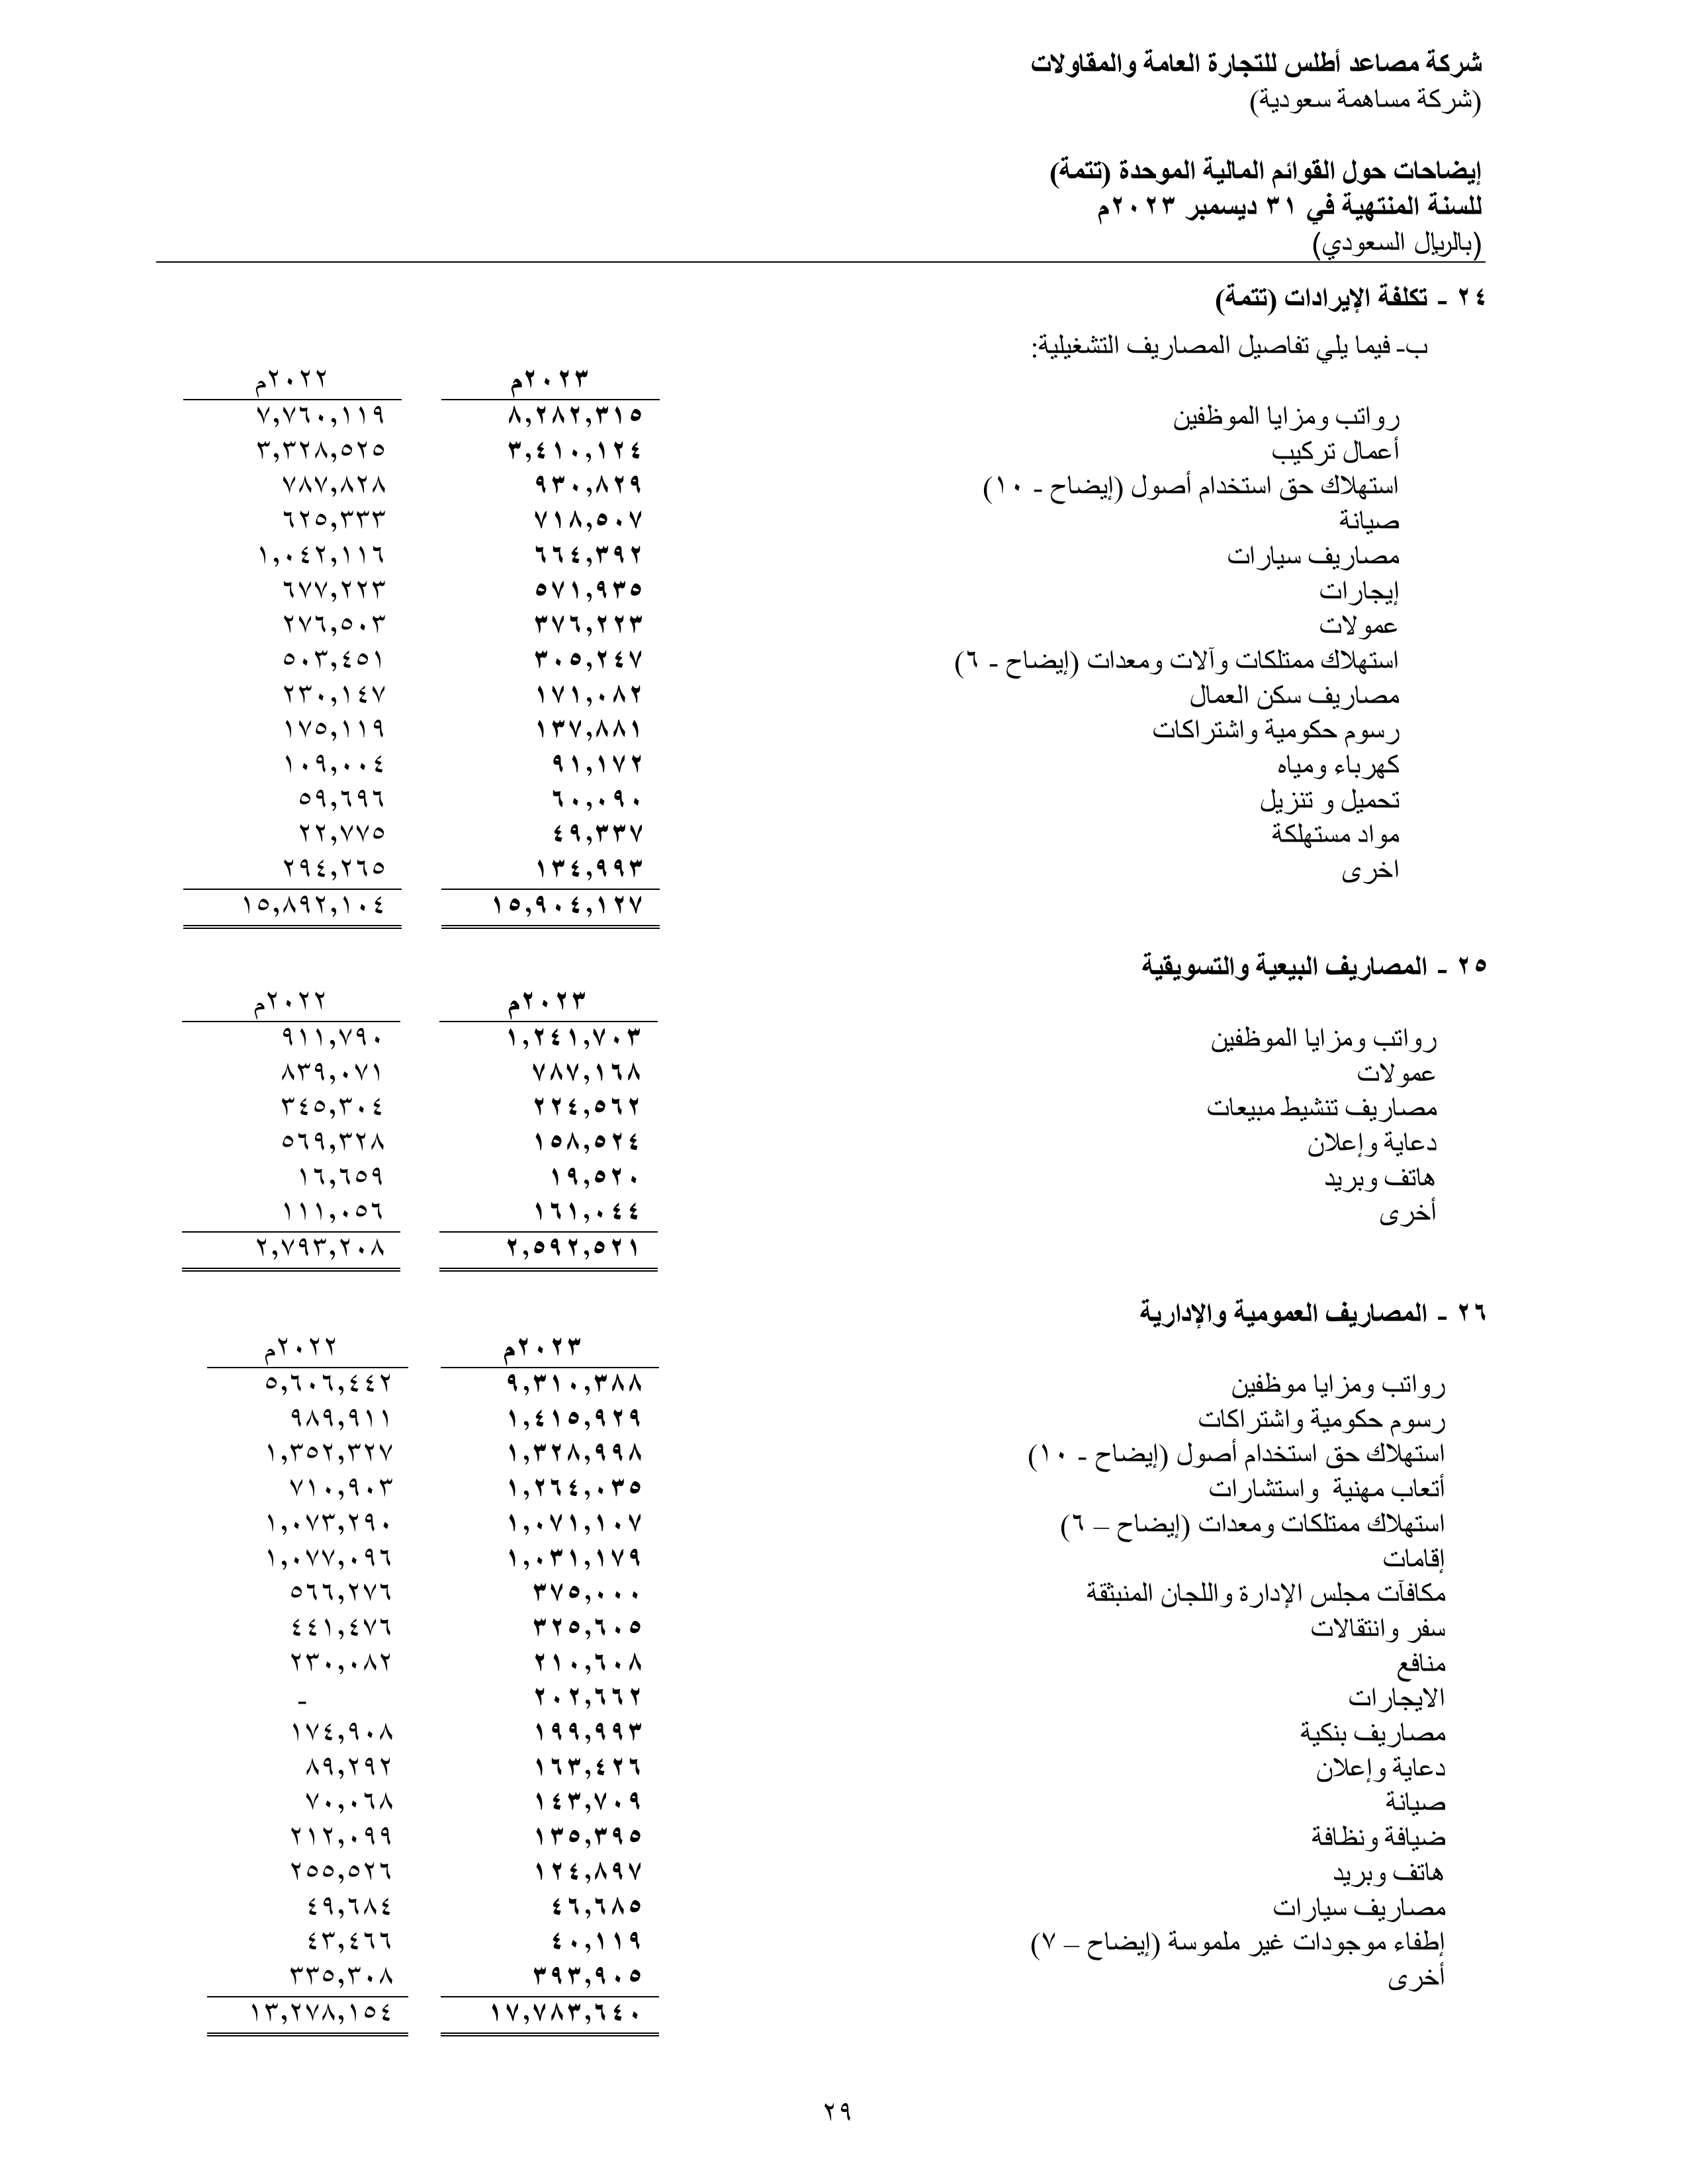 شركة مصاعد أطلس للتجارة العامة والمقاولات
(شركة مساهمة سعودية)
إيضاحات حول القوائم المالية الموحدة (تتمة)
للسنة المنتهية في ٣١ ديسمبر ٢٠٢٣م
(بالريال السعودي)
٢٤ - تكلفة الإيرادات (تتمة)
ب- فيما يلي تفاصيل المصاريف التشغيلية:
٢٠٢٣م ٢٠٢٢م
رواتب ومزايا الموظفين ٨,٢٨٢,٣١٥ ٧,٧٦٠,١١٩
أعمال تركيب ٣,٤١٠,١٢٤ ٣,٣٢٨,٥٢٥
استهلاك حق استخدام أصول (إيضاح - ١٠) ٩٣٠,٨٢٩ ٧٨٧,٨٢٨
صيانة ٧١٨,٥٠٧ ٦٢٥,٣٣٣
مصاريف سيارات ٦٦٤,٣٩٢ ١,٠٤٢,١١٦
إيجارات ٥٧١,٩٣٥ ٦٧٧,٢٢٣
عمولات ٣٧٦,٢٢٣ ٢٧٦,٥٠٣
استهلاك ممتلكات وآلات ومعدات (إيضاح - ٦) ٣٠٥,٢٤٧ ٥٠٣,٤٥١
مصاريف سكن العمال ١٧١,٠٨٢ ٢٣٠,١٤٧
رسوم حكومية واشتراكات ١٣٧,٨٨١ ١٧٥,١١٩
كهرباء ومياه ٩١,١٧٢ ١٠٩,٠٠٤
تحميل و تنزيل ٦٠,٠٩٠ ٥٩,٦٩٦
مواد مستهلكة ٤٩,٣٣٧ ٢٢,٧٧٥
اخرى ١٣٤,٩٩٣ ٢٩٤,٢٦٥
١٥,٩٠٤,١٢٧ ١٥,٨٩٢,١٠٤
٢٥ - المصاريف البيعية والتسويقية
٢٠٢٣م ٢٠٢٢م
رواتب ومزايا الموظفين ١,٢٤١,٧٠٣ ٩١١,٧٩٠
عمولات ٧٨٧,١٦٨ ٨٣٩,٠٧١
مصاريف تنشيط مبيعات ٢٢٤,٥٦٢ ٣٤٥,٣٠٤
دعاية وإعلان ١٥٨,٥٢٤ ٥٦٩,٣٢٨
هاتف وبريد ١٩,٥٢٠ ١٦,٦٥٩
أخرى ١٦١,٠٤٤ ١١١,٠٥٦
٢,٥٩٢,٥٢١ ٢,٧٩٣,٢٠٨
٢٦ - المصاريف العمومية والإدارية
٢٠٢٣م ٢٠٢٢م
رواتب ومزايا موظفين ٩,٣١٠,٣٨٨ ٥,٦٠٦,٤٤٢
رسوم حكومية واشتراكات ١,٤١٥,٩٢٩ ٩٨٩,٩١١
استهلاك حق استخدام أصول (إيضاح - ١٠) ١,٣٢٨,٩٩٨ ١,٣٥٢,٣٢٧
أتعاب مهنية واستشارات ١,٢٦٤,٠٣٥ ٧١٠,٩٠٣
استهلاك ممتلكات ومعدات (إيضاح – ٦) ١,٠٧١,١٠٧ ١,٠٧٣,٢٩٠
إقامات ١,٠٣١,١٧٩ ١,٠٧٧,٠٩٦
مكافآت مجلس الإدارة واللجان المنبثقة ٣٧٥,٠٠٠ ٥٦٦,٢٧٦
سفر وانتقالات ٣٢٥,٦٠٥ ٤٤١,٤٧٦
منافع ٢١٠,٦٠٨ ٢٣٠,٠٨٢
الايجارات ٢٠٢,٦٦٢ -
مصاريف بنكية ١٩٩,٩٩٣ ١٧٤,٩٠٨
دعاية وإعلان ١٦٣,٤٢٦ ٨٩,٢٩٢
صيانة ١٤٣,٧٠٩ ٧٠,٠٦٨
ضيافة ونظافة ١٣٥,٣٩٥ ٢١٢,٠٩٩
هاتف وبريد ١٢٤,٨٩٧ ٢٥٥,٥٢٦
مصاريف سيارات ٤٦,٦٨٥ ٤٩,٦٨٤
إطفاء موجودات غير ملموسة (إيضاح – ٧) ٤٠,١١٩ ٤٣,٤٦٦
أخرى ٣٩٣,٩٠٥ ٣٣٥,٣٠٨
١٧,٧٨٣,٦٤٠ ١٣,٢٧٨,١٥٤
٢٩